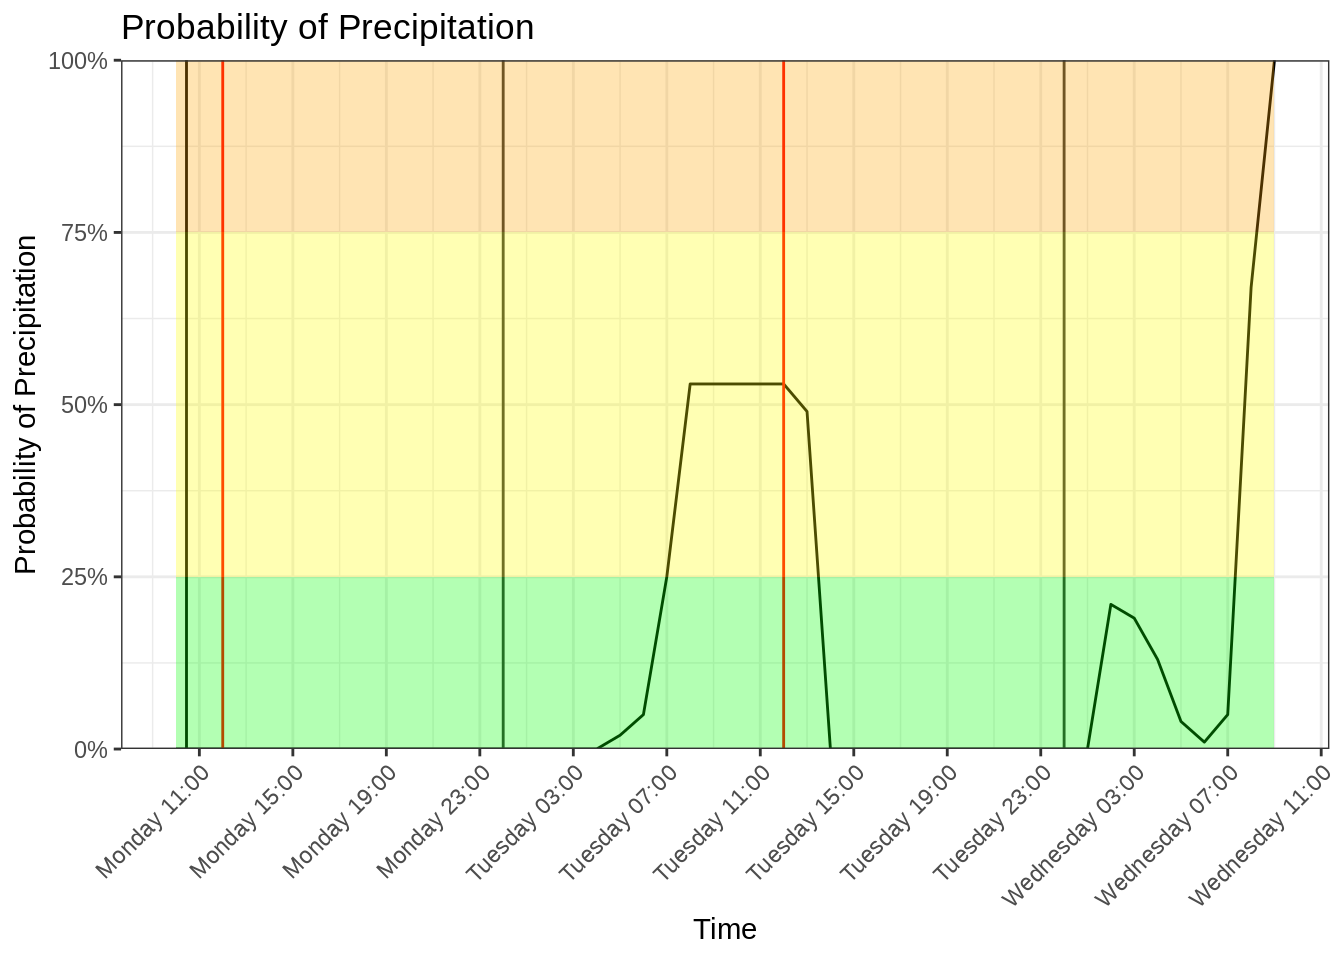 Probability of Precipitation
Probability of Precipitation
100%
75%
50%
25%
0%
Monday 11:00
Monday 15:00
Monday 19:00
Monday 23:00
Tuesday 03:00
Tuesday 07:00
Tuesday 11:00
Tuesday 15:00
Tuesday 19:00
Tuesday 23:00
Wednesday 03:00
Wednesday 07:00
Wednesday 11:00
Time